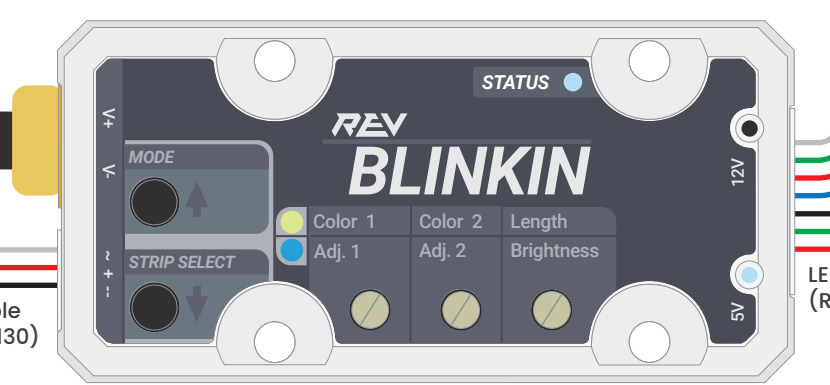 STATUS
REV
BLINKIN
V+
V-
MODE
12V
Color 1 Color 2 Length
Adj. 1 Adj. 2 Brightness
STRIP SELECT
~ + -
5V
LE
(R
130)